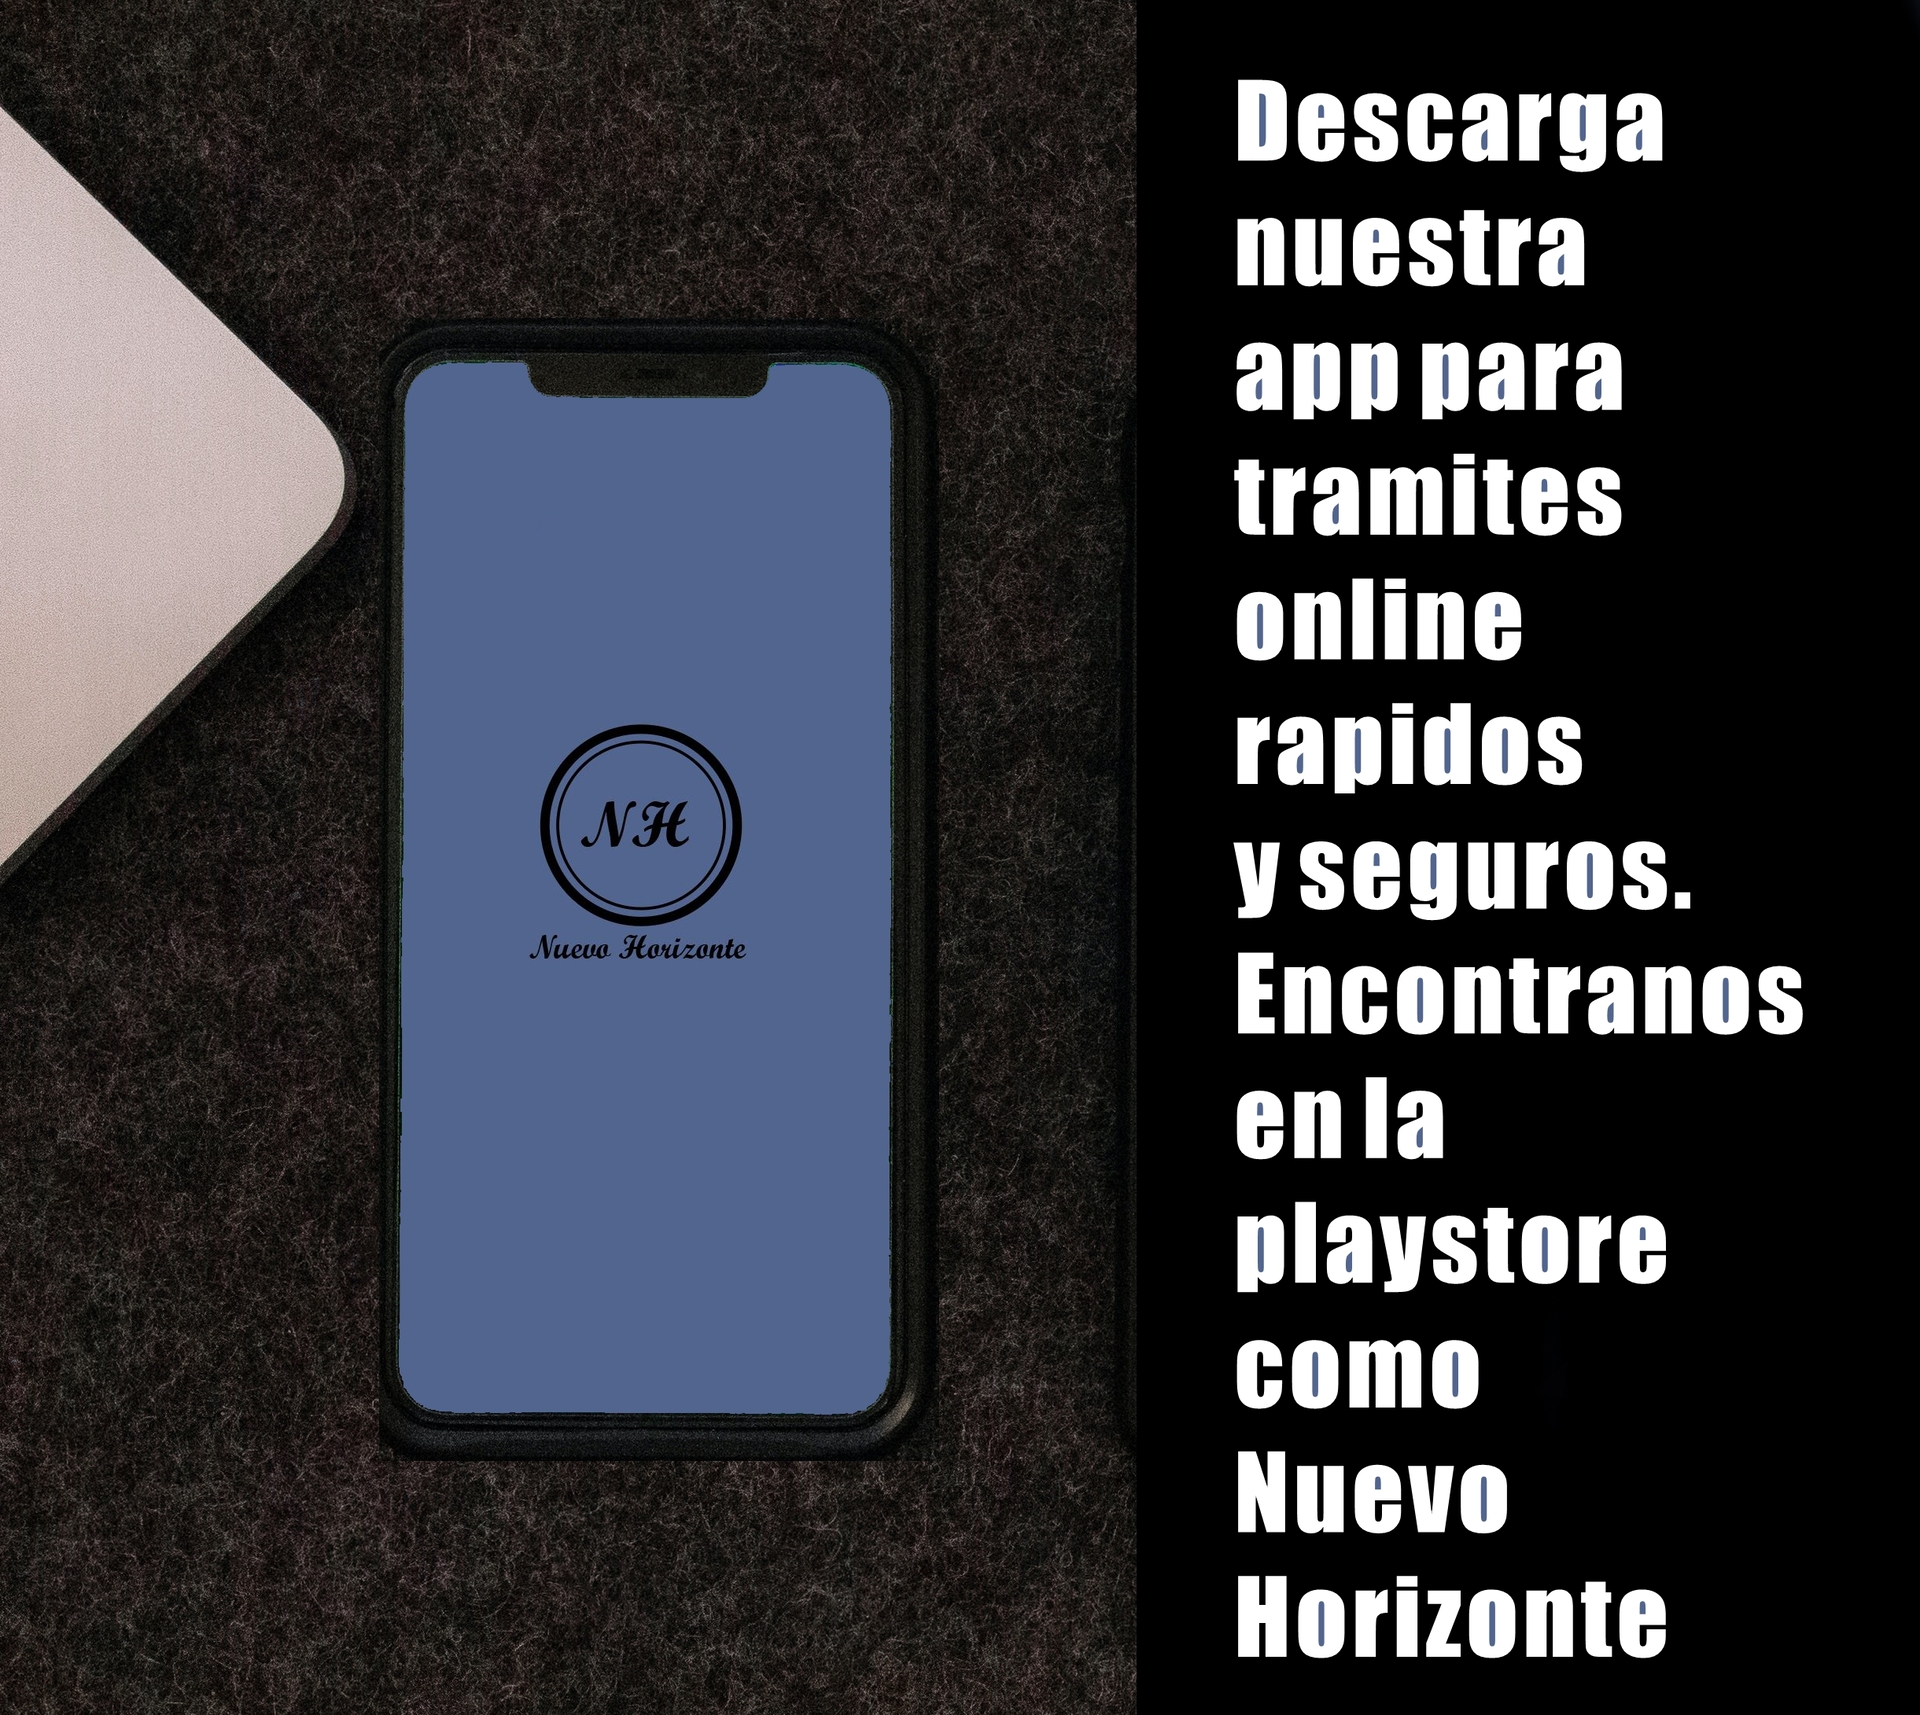 NH
Nuevo Horizonte
Descarga
nuestra
app para
tramites
online
rapidos
y seguros.
Encontranos
en la
playstore
como
Nuevo
Horizonte